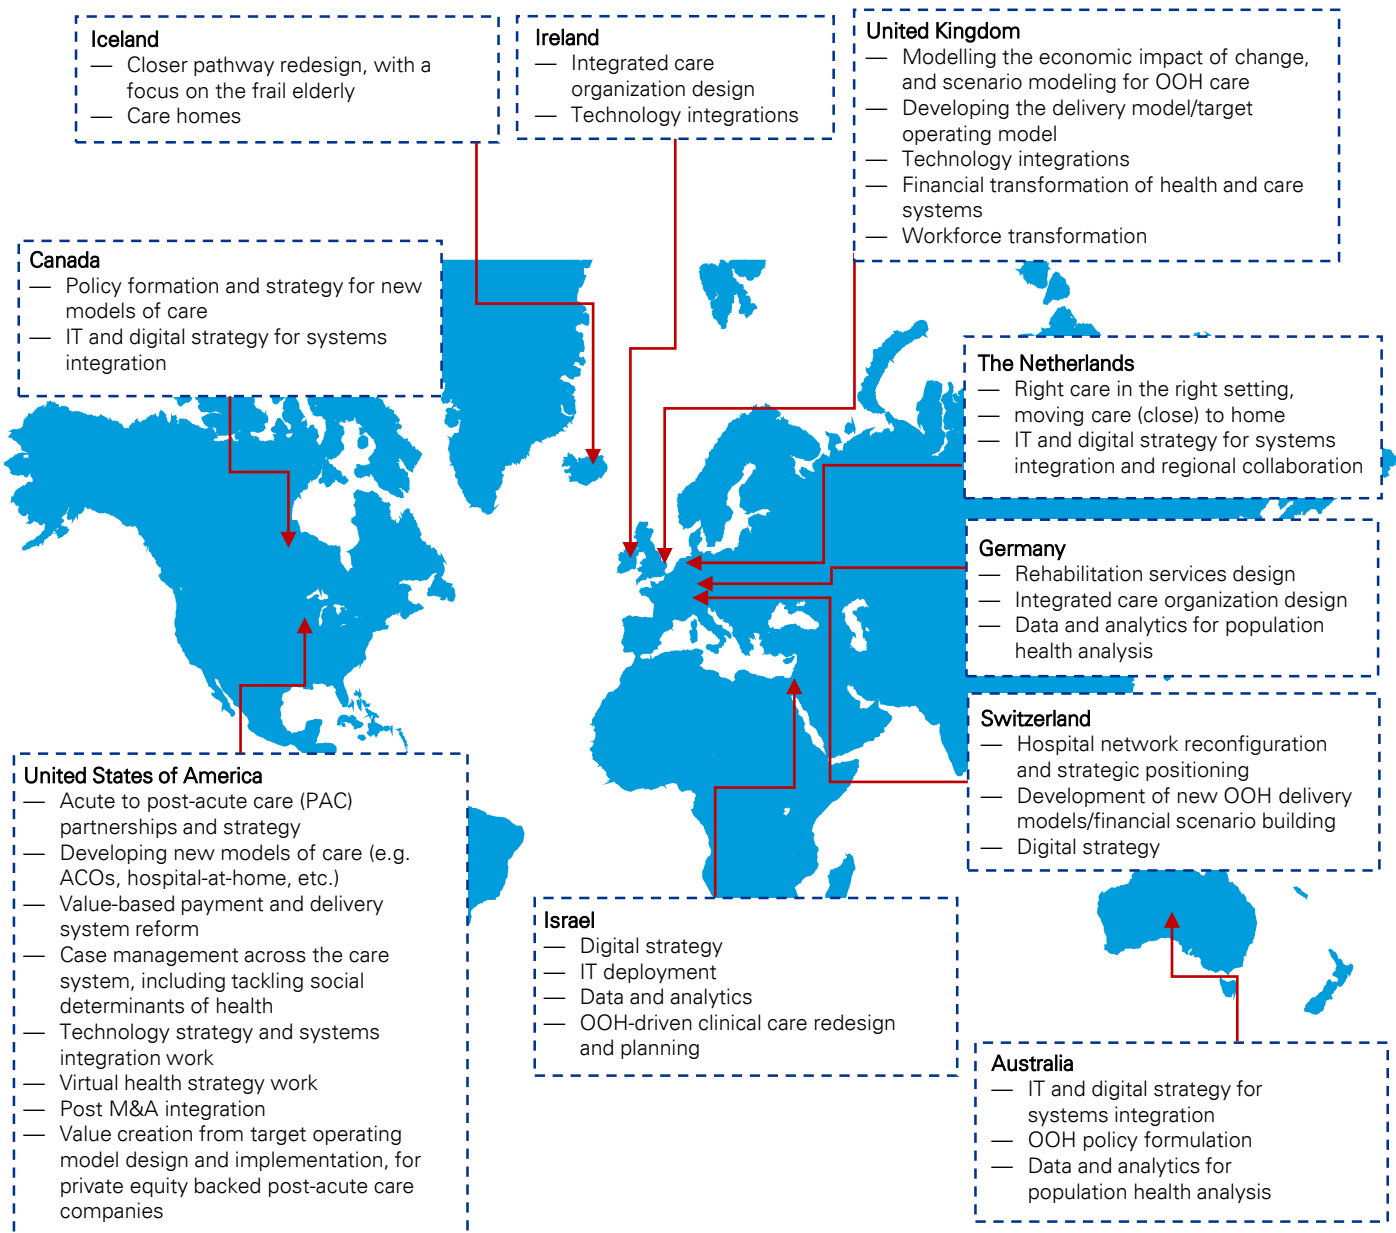 Iceland
— Closer pathway redesign, with a
focus on the frail elderly
— Care homes
Ireland
— Integrated care
organization design
— Technology integrations
United Kingdom
— Modelling the economic impact of change,
and scenario modeling for OOH care
— Developing the delivery model/target
operating model
— Technology integrations
— Financial transformation of health and care
systems
— Workforce transformation
Canada
— Policy formation and strategy for new
models of care
— IT and digital strategy for systems
integration
The Netherlands
— Right care in the right setting,
— moving care (close) to home
— IT and digital strategy for systems
integration and regional collaboration
Germany
— Rehabilitation services design
— Integrated care organization design
— Data and analytics for population
health analysis
Switzerland
— Hospital network reconfiguration
and strategic positioning
— Development of new OOH delivery
models/financial scenario building
— Digital strategy
United States of America
— Acute to post-acute care (PAC)
partnerships and strategy
— Developing new models of care (e.g.
ACOs, hospital-at-home, etc.)
— Value-based payment and delivery
system reform
— Case management across the care
system, including tackling social
determinants of health
— Technology strategy and systems
integration work
— Virtual health strategy work
— Post M&A integration
— Value creation from target operating
model design and implementation, for
private equity backed post-acute care
companies
Israel
— Digital strategy
— IT deployment
— Data and analytics
— OOH-driven clinical care redesign
and planning
Australia
— IT and digital strategy for
systems integration
— OOH policy formulation
— Data and analytics for
population health analysis